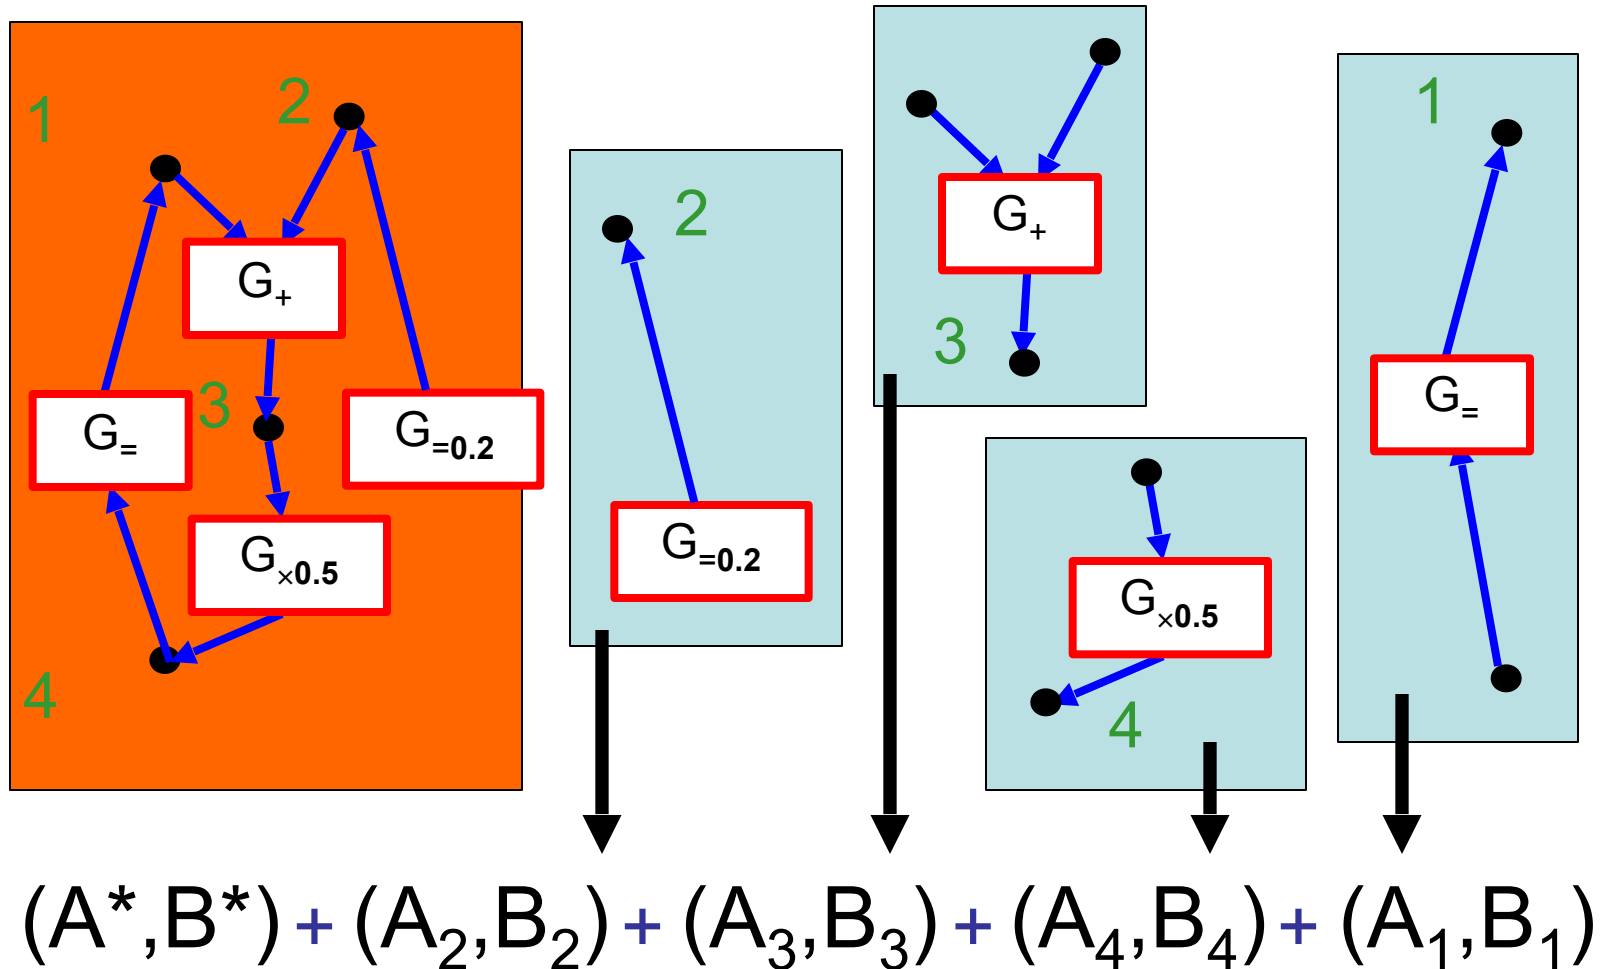 1
2
G+
G=
3
G=0.2
G×0.5
4
2
G=0.2
G+
3
G×0.5
4
1
G=
(A*,B*) + (A₂,B₂) + (A₃,B₃) + (A₄,B₄) + (A₁,B₁)